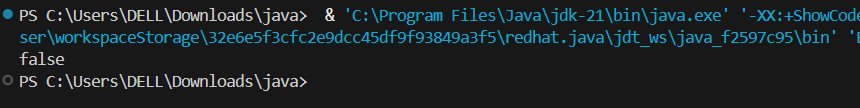 PS C:\Users\DELL\Downloads\java>  & 'C:\Program Files\Java\jdk-21\bin\java.exe' '-XX:+ShowCod
ser\workspaceStorage\32e6e5f3cfc2e9dcc45df9f93849a3f5\redhat.java\jdt_ws\java_f2597c95\bin' '
false
PS C:\Users\DELL\Downloads\java>